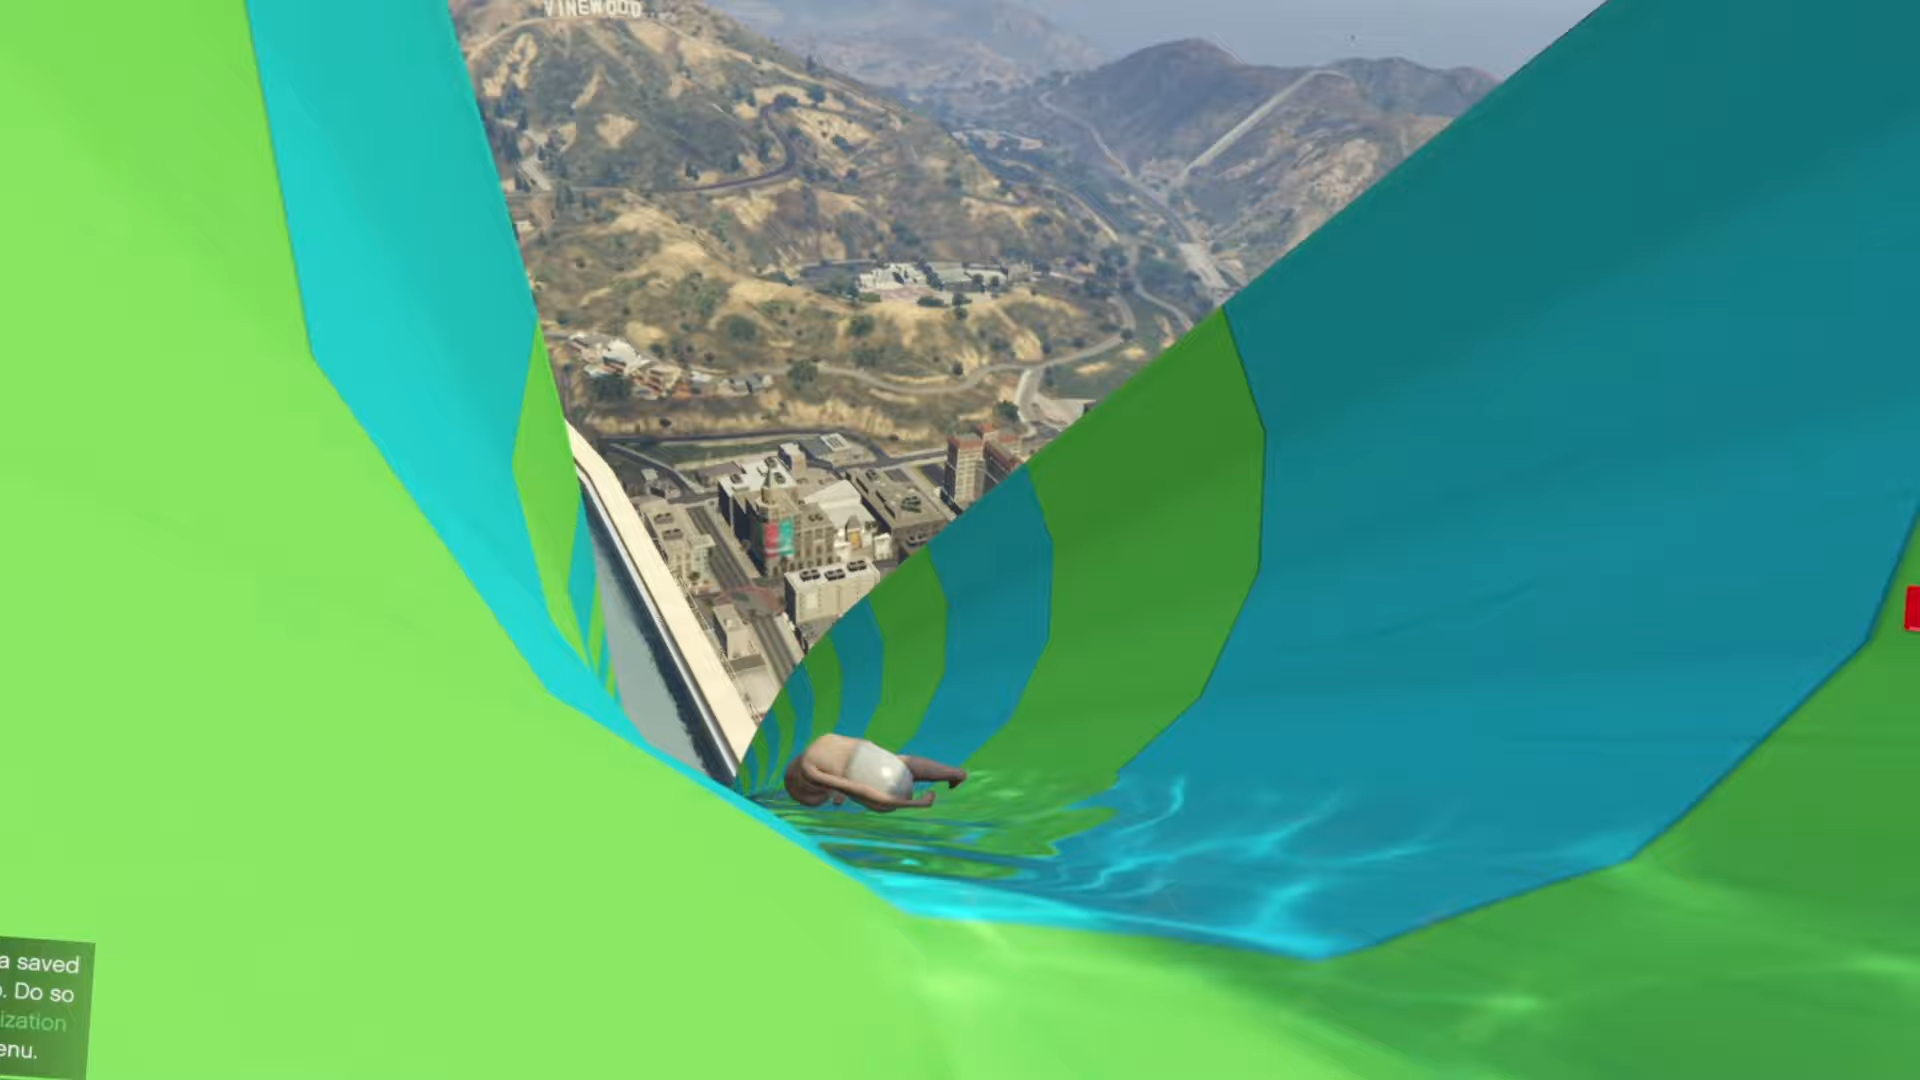 VINEWOOD
a saved
. Do so
ization
enu.